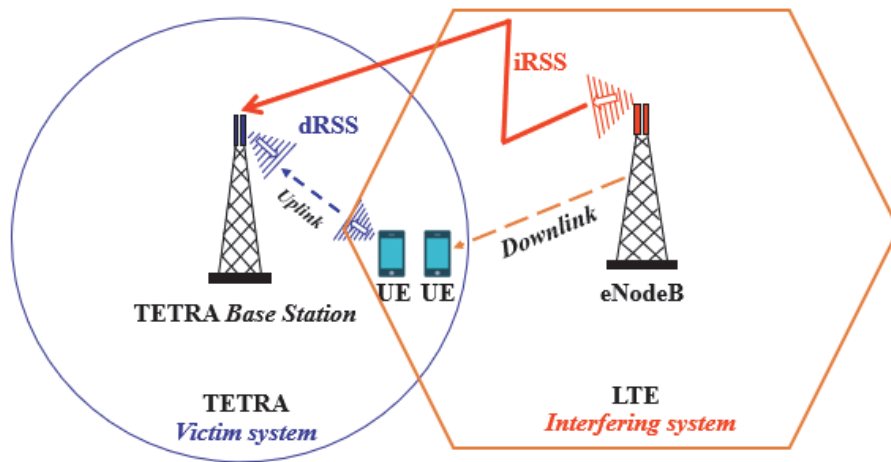 iRSS
dRSS
Uplink
Downlink
UE UE
TETRA Base Station
eNodeB
TETRA
Victim system
LTE
Interfering system